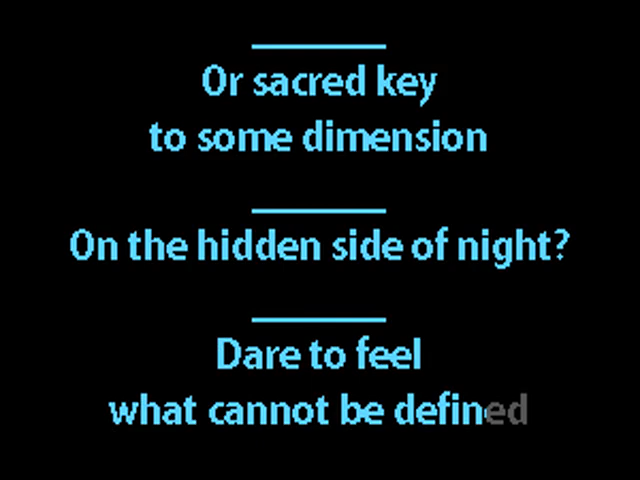 Or sacred key
to some dimension
On the hidden side of night?
Dare to feel
what cannot be defined